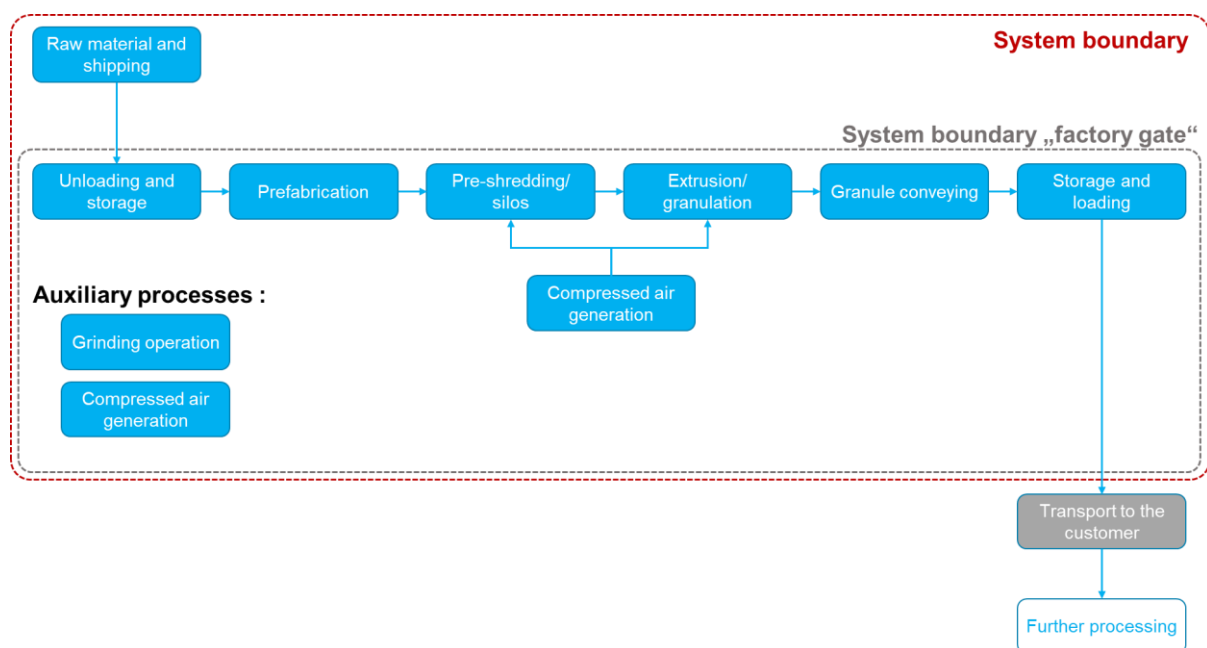 Raw material and
shipping
System boundary
System boundary „factory gate“
Unloading and
storage
Prefabrication
Pre-shredding/
silos
Extrusion/
granulation
Granule conveying
Storage and
loading
Compressed air
generation
Auxiliary processes :
Grinding operation
Compressed air
generation
Transport to the
customer
Further processing